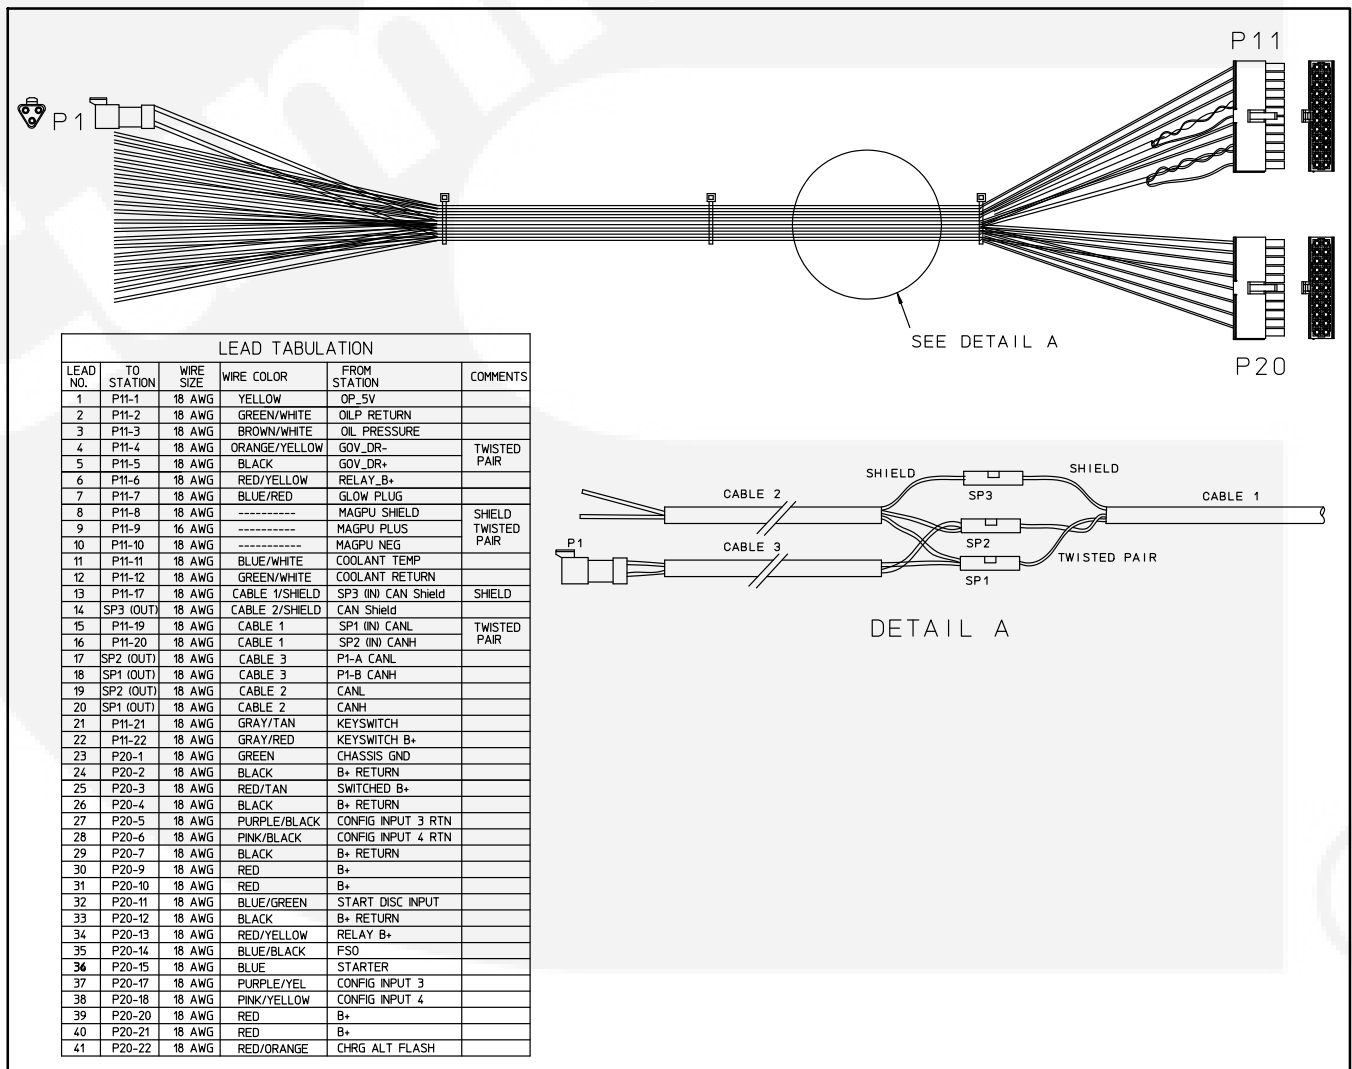 P11
P1
SEE DETAIL A
P20
LEAD TABULATION
LEAD NO. TO STATION WIRE SIZE WIRE COLOR FROM STATION COMMENTS
1 P11-1 18 AWG YELLOW OP_5V
2 P11-2 18 AWG GREEN/WHITE OILP RETURN
3 P11-3 18 AWG BROWN/WHITE OIL PRESSURE
4 P11-4 18 AWG ORANGE/YELLOW GOV_DR- TWISTED PAIR
5 P11-5 18 AWG BLACK GOV_DR+
6 P11-6 18 AWG RED/YELLOW RELAY_B+
7 P11-7 18 AWG BLUE/RED GLOW PLUG
8 P11-8 18 AWG ---------- MAGPU SHIELD SHIELD TWISTED PAIR
9 P11-9 16 AWG ---------- MAGPU PLUS
10 P11-10 18 AWG ----------- MAGPU NEG
11 P11-11 18 AWG BLUE/WHITE COOLANT TEMP
12 P11-12 18 AWG GREEN/WHITE COOLANT RETURN
13 P11-17 18 AWG CABLE 1/SHIELD SP3 (IN) CAN Shield SHIELD
14 SP3 (OUT) 18 AWG CABLE 2/SHIELD CAN Shield
15 P11-19 18 AWG CABLE 1 SP1 (IN) CANL TWISTED PAIR
16 P11-20 18 AWG CABLE 1 SP2 (IN) CANH
17 SP2 (OUT) 18 AWG CABLE 3 P1-A CANL
18 SP1 (OUT) 18 AWG CABLE 3 P1-B CANH
19 SP2 (OUT) 18 AWG CABLE 2 CANL
20 SP1 (OUT) 18 AWG CABLE 2 CANH
21 P11-21 18 AWG GRAY/TAN KEYSWITCH
22 P11-22 18 AWG GRAY/RED KEYSWITCH B+
23 P20-1 18 AWG GREEN CHASSIS GND
24 P20-2 18 AWG BLACK B+ RETURN
25 P20-3 18 AWG RED/TAN SWITCHED B+
26 P20-4 18 AWG BLACK B+ RETURN
27 P20-5 18 AWG PURPLE/BLACK CONFIG INPUT 3 RTN
28 P20-6 18 AWG PINK/BLACK CONFIG INPUT 4 RTN
29 P20-7 18 AWG BLACK B+ RETURN
30 P20-9 18 AWG RED B+
31 P20-10 18 AWG RED B+
32 P20-11 18 AWG BLUE/GREEN START DISC INPUT
33 P20-12 18 AWG BLACK B+ RETURN
34 P20-13 18 AWG RED/YELLOW RELAY B+
35 P20-14 18 AWG BLUE/BLACK FSO
36 P20-15 18 AWG BLUE STARTER
37 P20-17 18 AWG PURPLE/YEL CONFIG INPUT 3
38 P20-18 18 AWG PINK/YELLOW CONFIG INPUT 4
39 P20-20 18 AWG RED B+
40 P20-21 18 AWG RED B+
41 P20-22 18 AWG RED/ORANGE CHRG ALT FLASH
SHIELD SHIELD
CABLE 2 SP3 CABLE 1
P1 CABLE 3 SP2
TWISTED PAIR
SP1
DETAIL A